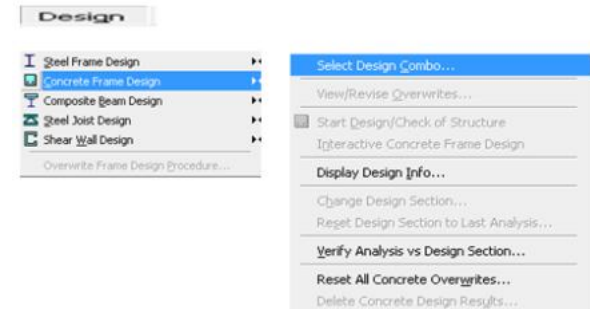 Design
Steel Frame Design
Concrete Frame Design
Composite Beam Design
Steel Joist Design
Shear Wall Design
Overwrite Frame Design Procedure...
Select Design Combo...
View/Revise Overwrites...
Start Design/Check of Structure
Interactive Concrete Frame Design
Display Design Info...
Change Design Section...
Reset Design Section to Last Analysis...
Verify Analysis vs Design Section...
Reset All Concrete Overwrites...
Delete Concrete Design Results...